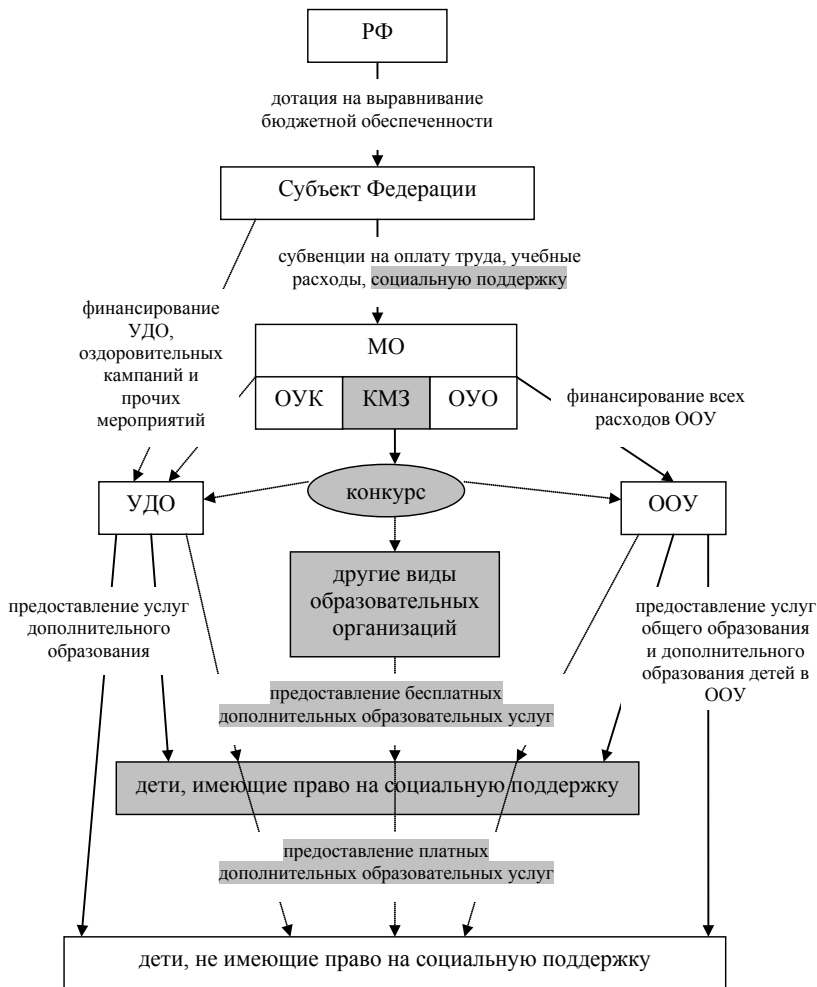 РФ
дотация на выравнивание
бюджетной обеспеченности
Субъект Федерации
субвенции на оплату труда, учебные
расходы, социальную поддержку
финансирование
УДО,
оздоровительных
кампаний и
прочих
мероприятий
МО
ОУК
КМЗ
ОУО
финансирование всех
расходов ООУ
УДО
конкурс
ООУ
другие виды
образовательных
организаций
предоставление услуг
дополнительного
образования
предоставление услуг
общего образования
и дополнительного
образования детей в
ООУ
предоставление бесплатных
дополнительных образовательных услуг
дети, имеющие право на социальную поддержку
предоставление платных
дополнительных образовательных услуг
дети, не имеющие право на социальную поддержку